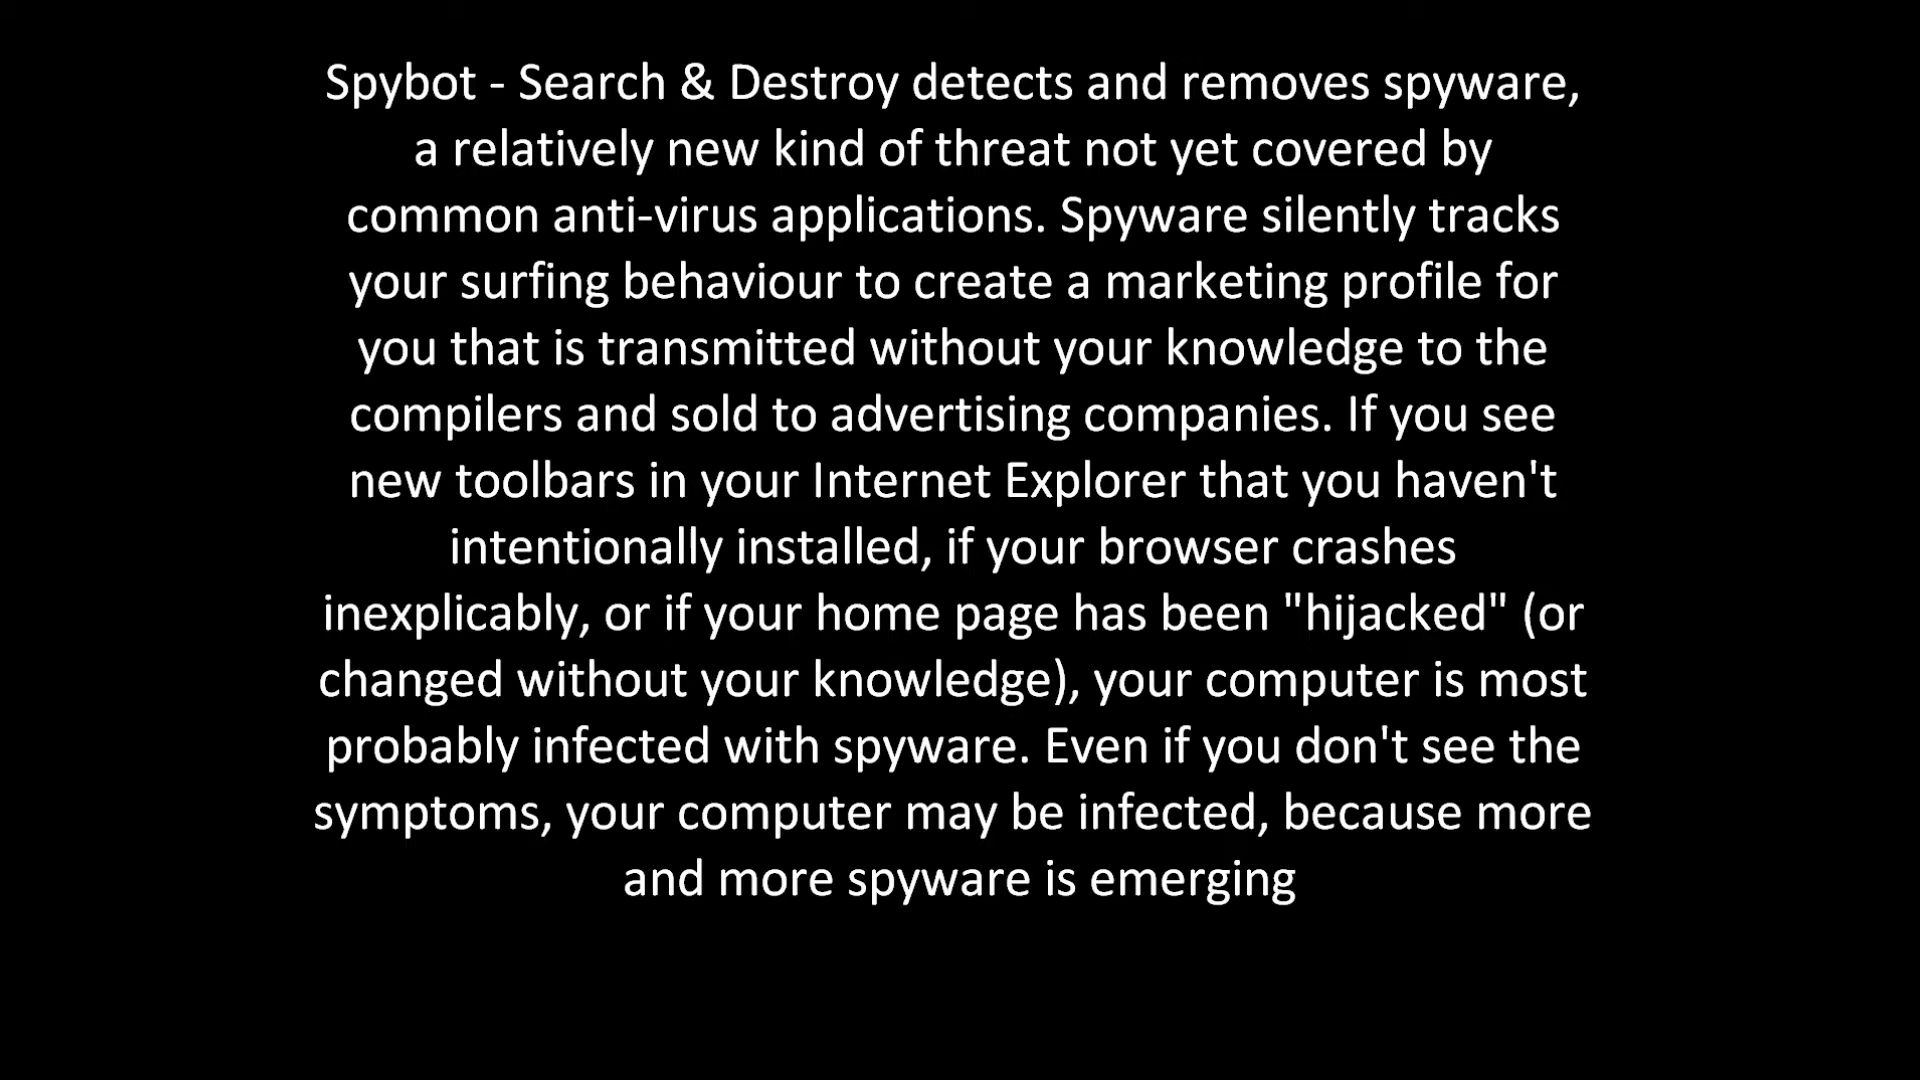 Spybot - Search & Destroy detects and removes spyware,
a relatively new kind of threat not yet covered by
common anti-virus applications. Spyware silently tracks
your surfing behaviour to create a marketing profile for
you that is transmitted without your knowledge to the
compilers and sold to advertising companies. If you see
new toolbars in your Internet Explorer that you haven't
intentionally installed, if your browser crashes
inexplicably, or if your home page has been "hijacked" (or
changed without your knowledge), your computer is most
probably infected with spyware. Even if you don't see the
symptoms, your computer may be infected, because more
and more spyware is emerging